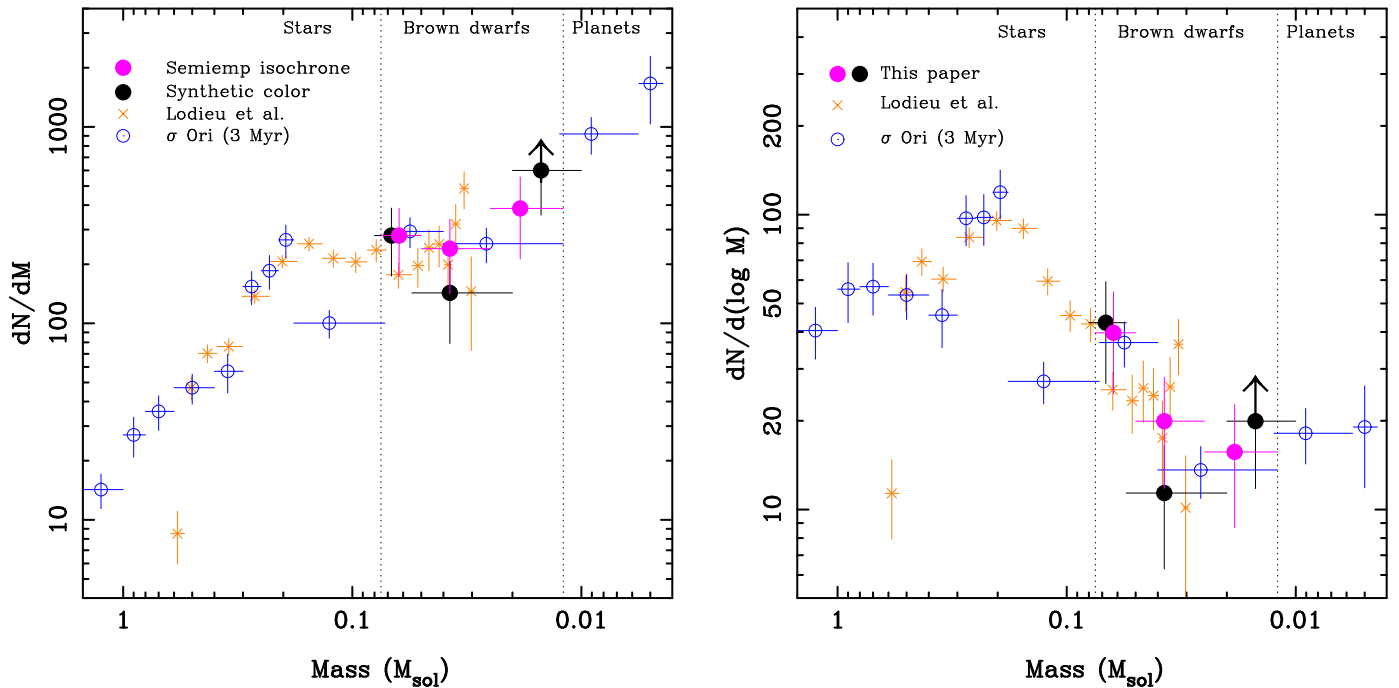 Stars Brown dwarfs Planets
Semiemp isochrone
Synthetic color
Lodieu et al.
σ Ori (3 Myr)
1000
100
10
dN/dM
1 0.1 0.01
Mass (M_sol)
Stars Brown dwarfs Planets
This paper
Lodieu et al.
σ Ori (3 Myr)
200
100
50
20
10
dN/d(log M)
1 0.1 0.01
Mass (M_sol)